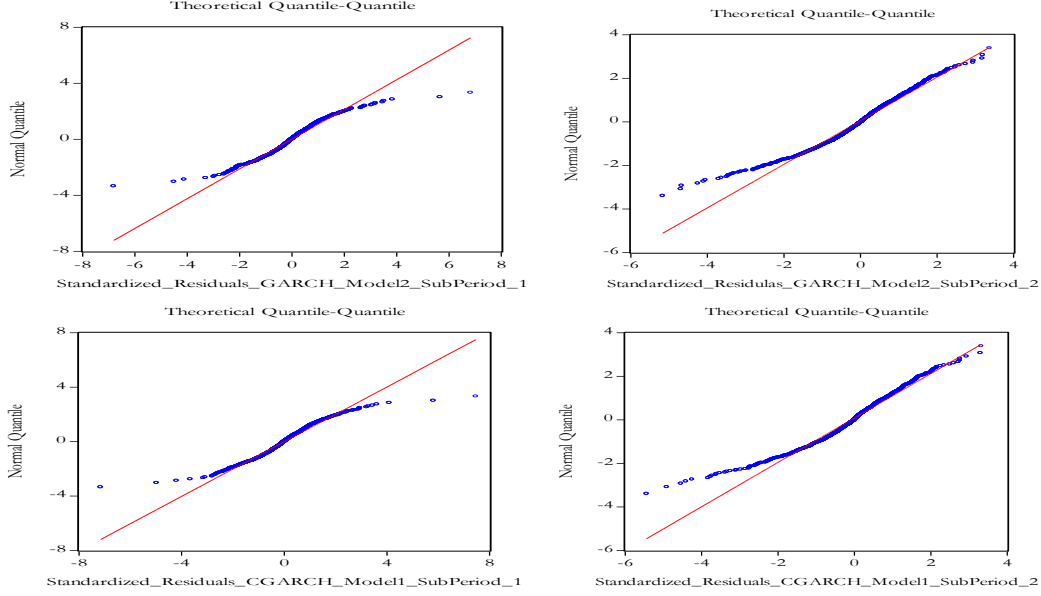 Theoretical Quantile-Quantile
8
4
0
-4
-8
Normal Quantile
-8 -6 -4 -2 0 2 4 6 8
Standardized_Residuals_GARCH_Model2_SubPeriod_1
Theoretical Quantile-Quantile
4
2
0
-2
-4
-6
Normal Quantile
-6 -4 -2 0 2 4
Standardized_Residulas_GARCH_Model2_SubPeriod_2
Theoretical Quantile-Quantile
8
4
0
-4
-8
Normal Quantile
-8 -4 0 4 8
Standardized_Residuals_CGARCH_Model1_SubPeriod_1
Theoretical Quantile-Quantile
4
2
0
-2
-4
-6
Normal Quantile
-6 -4 -2 0 2 4
Standardized_Residuals_CGARCH_Model1_SubPeriod_2